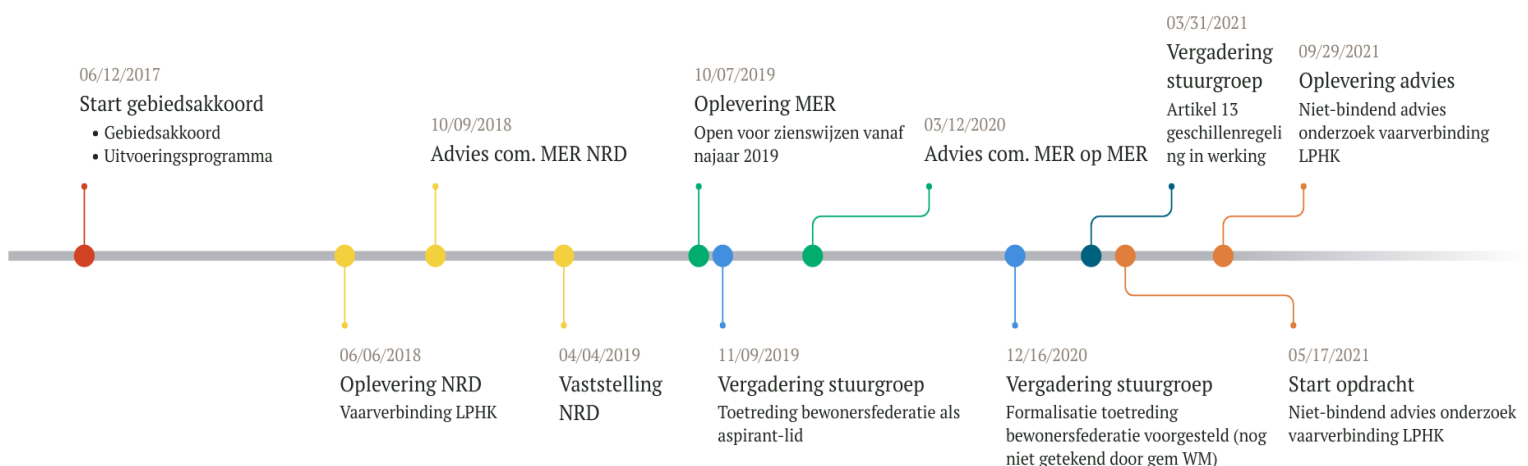 06/12/2017
Start gebiedsakkoord
• Gebiedsakkoord
• Uitvoeringsprogramma
10/09/2018
Advies com. MER NRD
10/07/2019
Oplevering MER
Open voor zienswijzen vanaf
najaar 2019
03/12/2020
Advies com. MER op MER
03/31/2021
Vergadering
stuurgroep
Artikel 13
geschillenregeli
ng in werking
09/29/2021
Oplevering advies
Niet-bindend advies
onderzoek vaarverbinding
LPHK
06/06/2018
Oplevering NRD
Vaarverbinding LPHK
04/04/2019
Vaststelling
NRD
11/09/2019
Vergadering stuurgroep
Toetreding bewonersfederatie als
aspirant-lid
12/16/2020
Vergadering stuurgroep
Formalisatie toetreding
bewonersfederatie voorgesteld (nog
niet getekend door gem WM)
05/17/2021
Start opdracht
Niet-bindend advies onderzoek
vaarverbinding LPHK